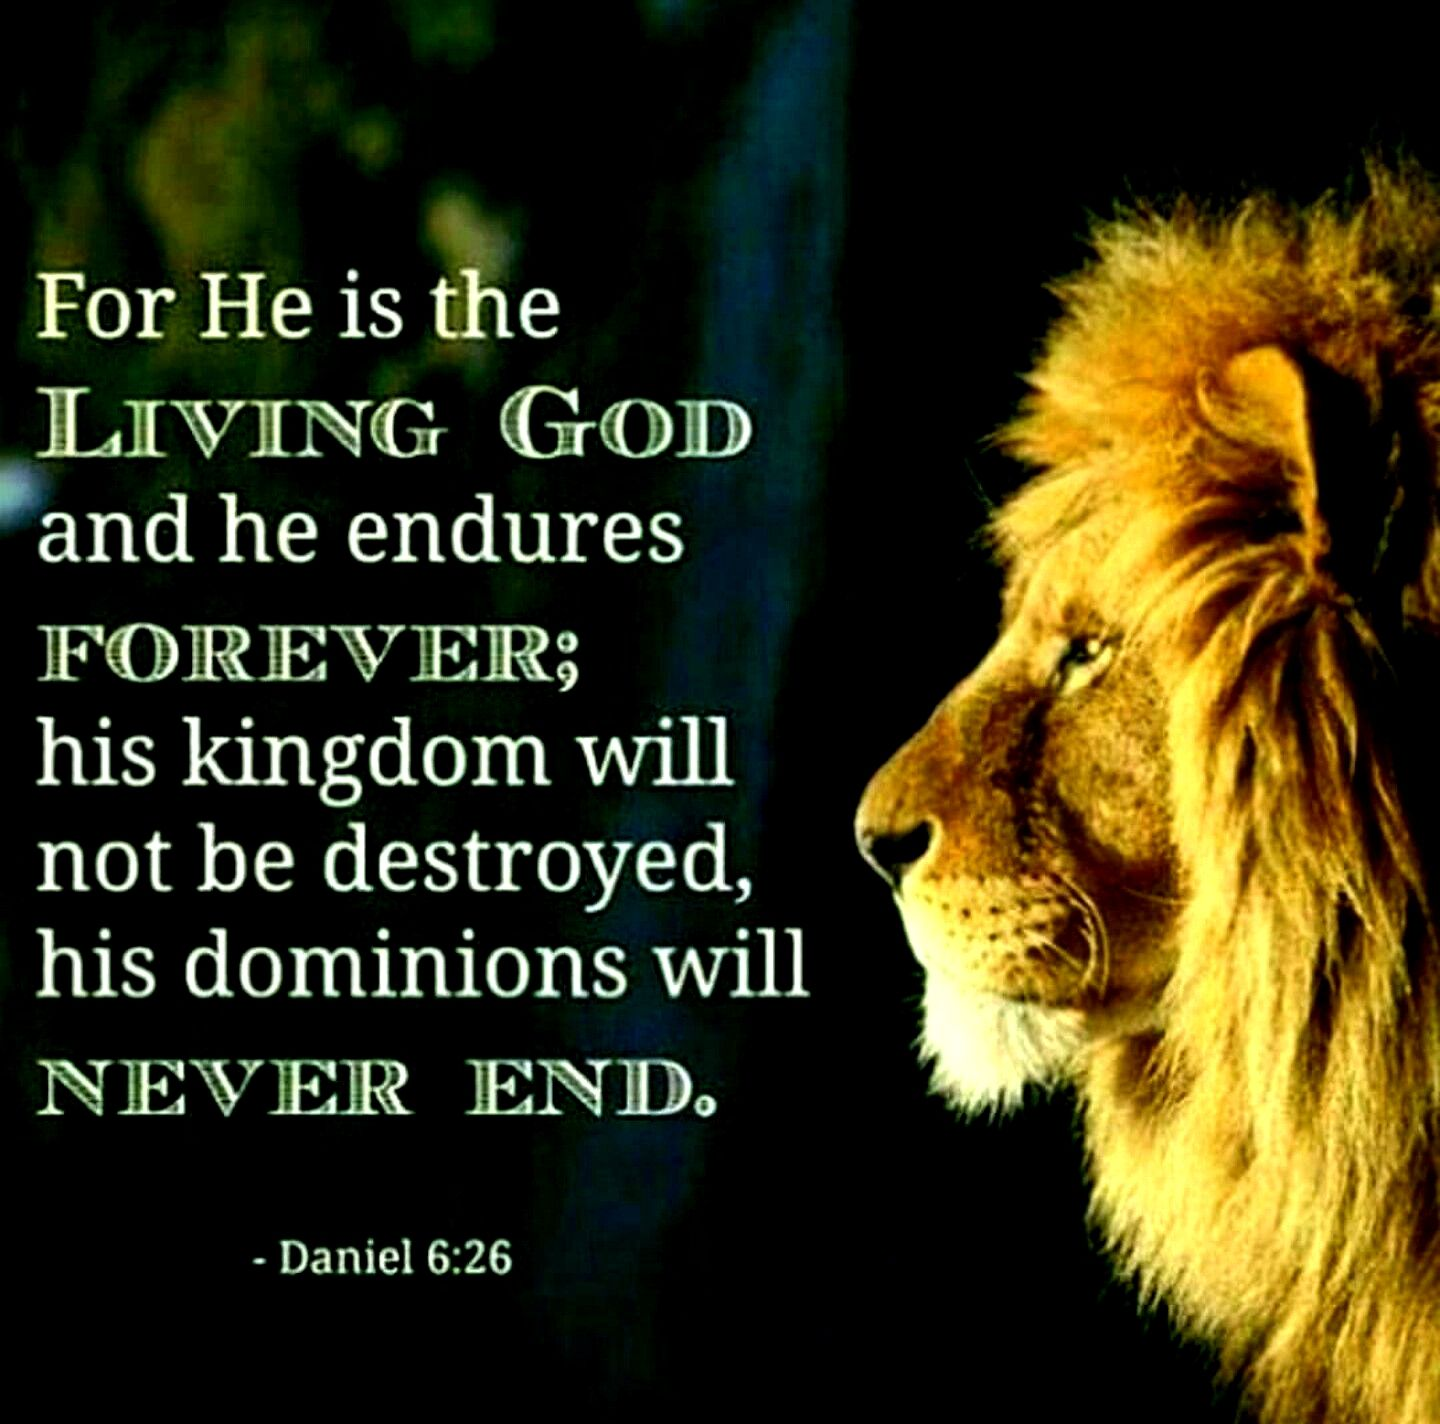 For He is the
LIVING GOD
and he endures
FOREVER;
his kingdom will
not be destroyed,
his dominions will
NEVER END.
- Daniel 6:26